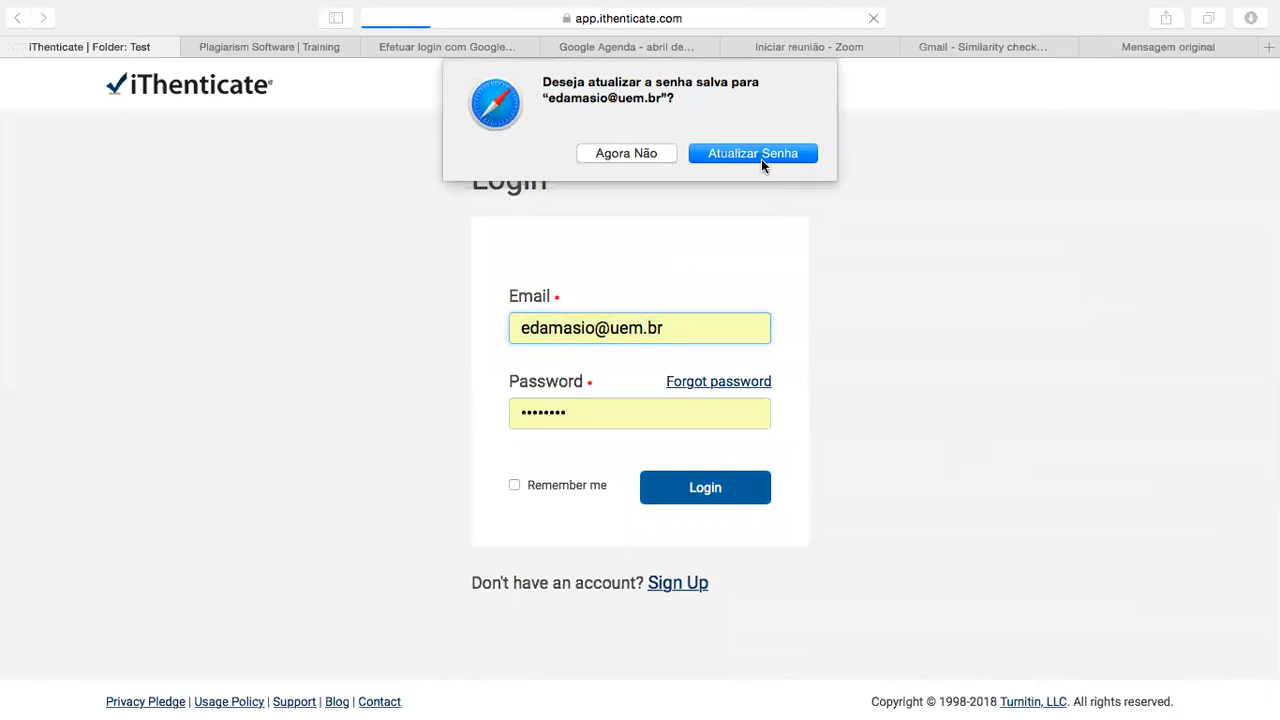 app.ithenticate.com
iThenticate | Folder: Test
Plagiarism Software | Training
Efetuar login com Google...
Google Agenda - abril de...
Iniciar reunião - Zoom
Gmail - Similarity check...
Mensagem original
iThenticate®
Deseja atualizar a senha salva para
“edamasio@uem.br”?
Agora Não
Atualizar Senha
Login
Email *
edamasio@uem.br
Password *
Forgot password
••••••••
Remember me
Login
Don't have an account? Sign Up
Privacy Pledge | Usage Policy | Support | Blog | Contact
Copyright © 1998-2018 Turnitin, LLC. All rights reserved.